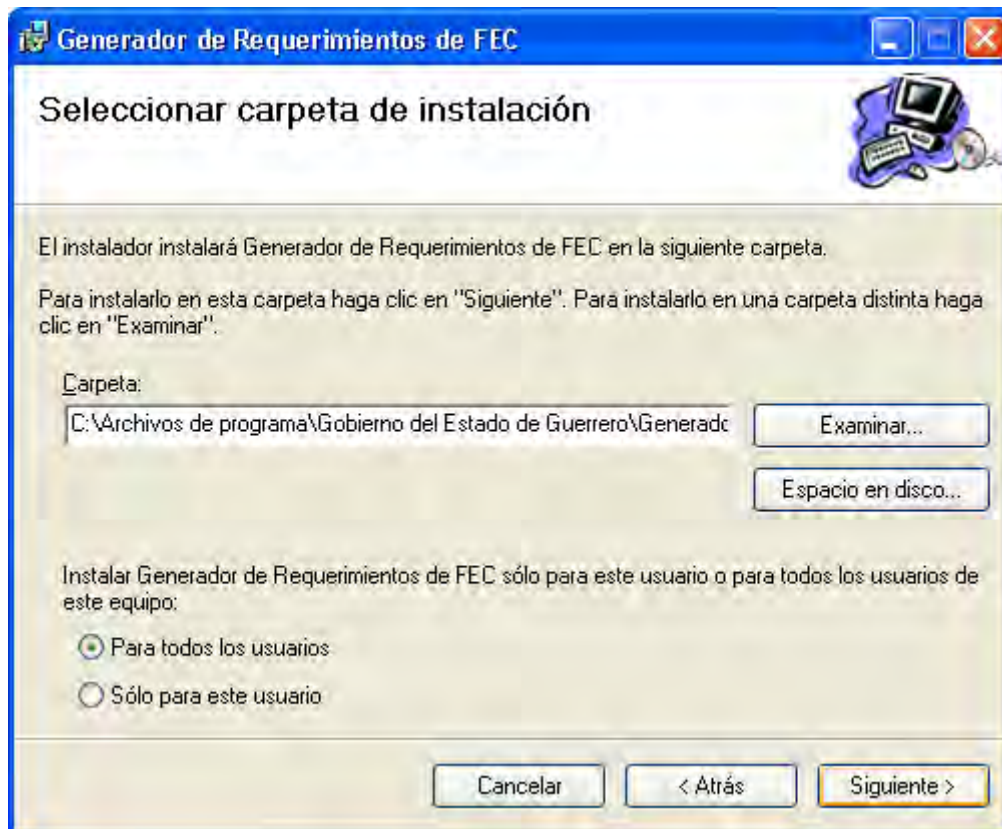 Generador de Requerimientos de FEC
Seleccionar carpeta de instalación
El instalador instalará Generador de Requerimientos de FEC en la siguiente carpeta.
Para instalarlo en esta carpeta haga clic en "Siguiente". Para instalarlo en una carpeta distinta haga
clic en "Examinar".
Carpeta:
C:\Archivos de programa\Gobierno del Estado de Guerrero\Generadc
Examinar...
Espacio en disco...
Instalar Generador de Requerimientos de FEC sólo para este usuario o para todos los usuarios de
este equipo:
Para todos los usuarios
Sólo para este usuario
Cancelar
< Atrás
Siguiente >